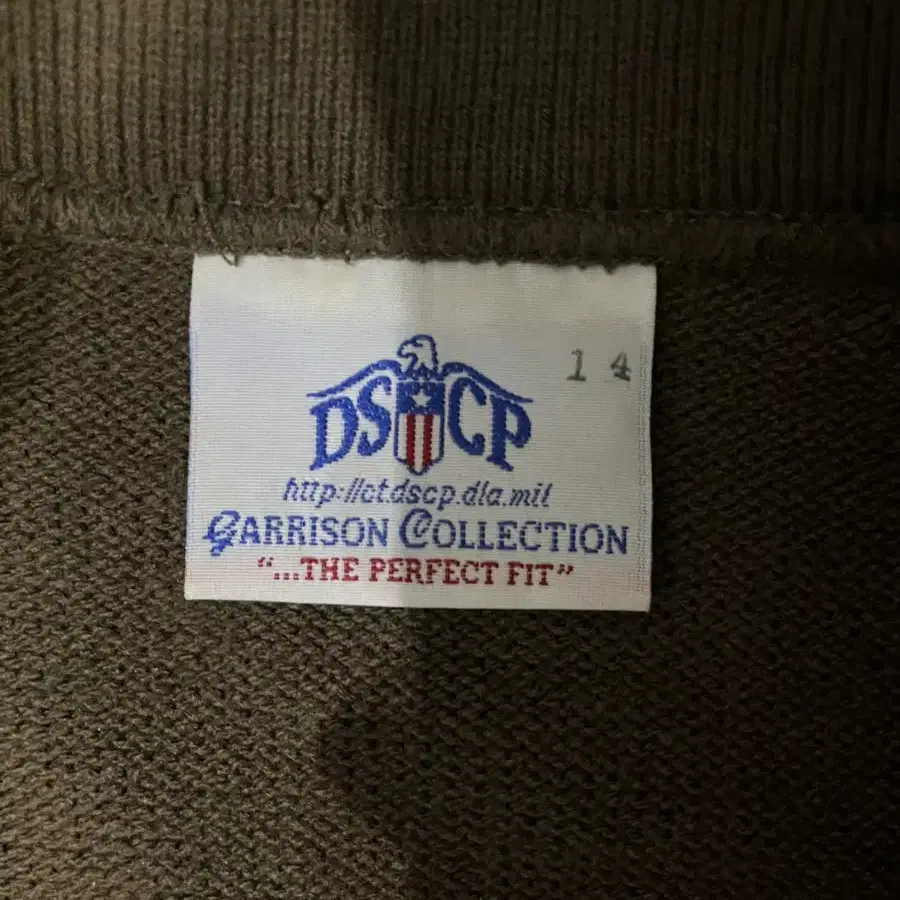 14
DSCP
http://ct.dscp.dla.mil
GARRISON COLLECTION
"...THE PERFECT FIT"